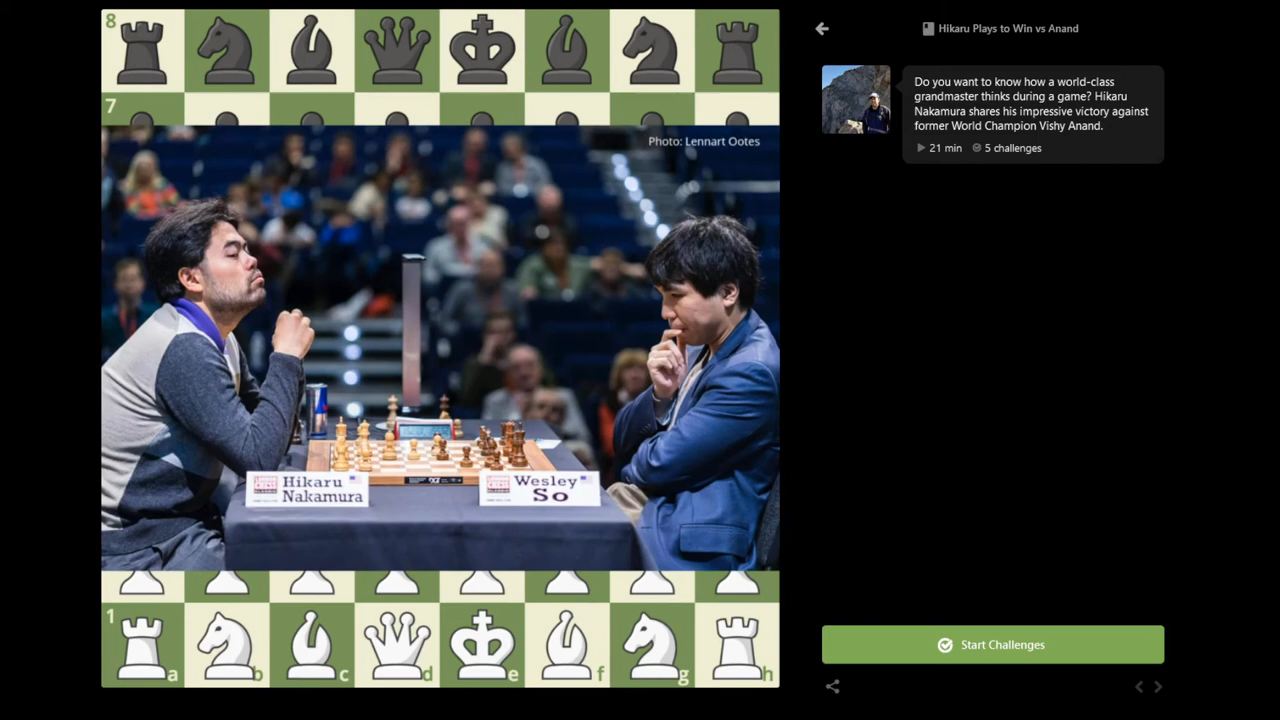 8
7
Photo: Lennart Ootes
Hikaru
Nakamura
Wesley
So
1
a b c d e f g h
Hikaru Plays to Win vs Anand
Do you want to know how a world-class
grandmaster thinks during a game? Hikaru
Nakamura shares his impressive victory against
former World Champion Vishy Anand.
21 min 5 challenges
Start Challenges